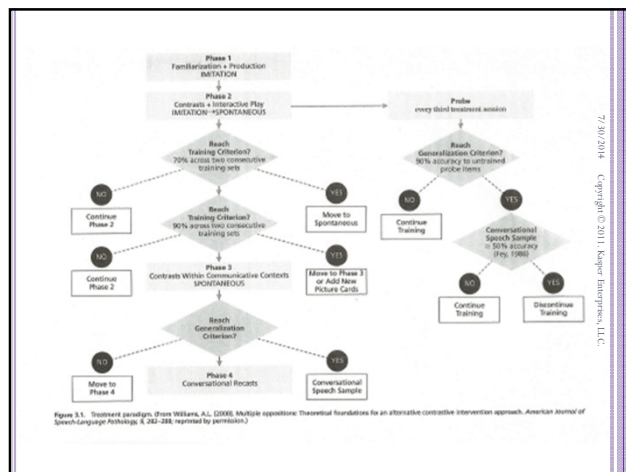 Phase 1
Familiarization + Production
IMITATION
Phase 2
Contrasts + Interactive Play
IMITATION→SPONTANEOUS
Probe
every third treatment session
Reach
Training Criterion?
70% across two consecutive
training sets
NO
Continue
Phase 2
YES
Move to
Spontaneous
Reach
Generalization Criterion?
90% accuracy to untrained
probe items
NO
Continue
Training
YES
Conversational
Speech Sample
≥ 50% accuracy
(Fey, 1986)
NO
Continue
Training
YES
Discontinue
Training
Reach
Training Criterion?
90% across two consecutive
training sets
NO
Continue
Phase 2
YES
Move to Phase 3
or Add New
Picture Cards
Phase 3
Contrasts Within Communicative Contexts
SPONTANEOUS
Reach
Generalization
Criterion?
NO
Move to
Phase 4
YES
Conversational
Speech Sample
Phase 4
Conversational Recasts
Figure 3.1. Treatment paradigm. (From Williams, A.L. [2000]. Multiple oppositions: Theoretical foundations for an alternative contrastive intervention approach. American Journal of
Speech-Language Pathology, 282–288; reprinted by permission.)
7/30/2014 Copyright © 2011. Kasper Enterprises, LLC.